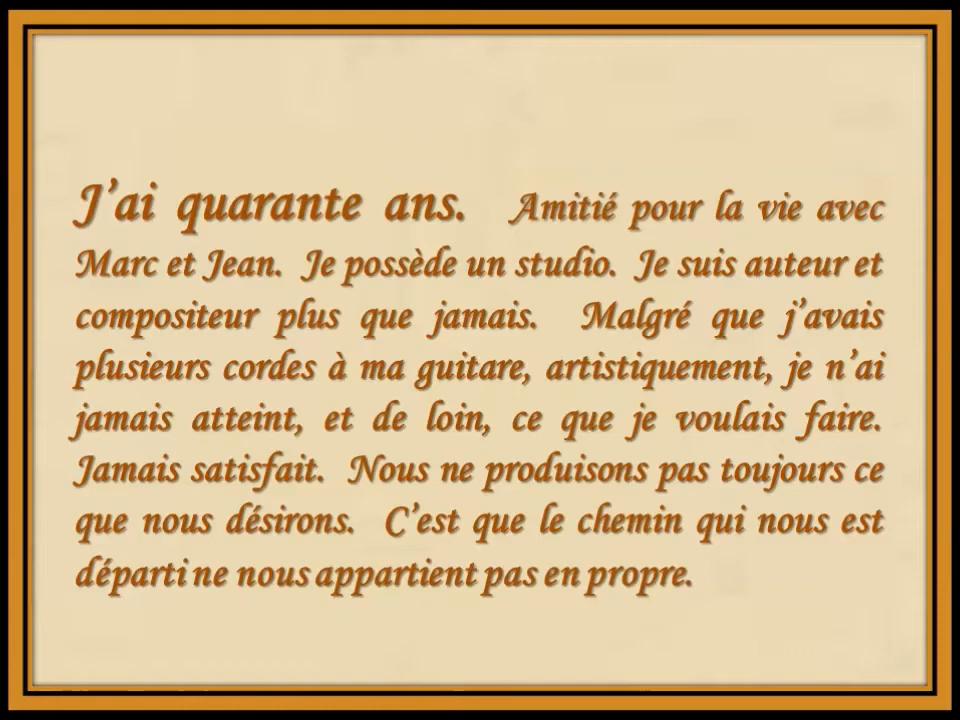 J’ai quarante ans. Amitié pour la vie avec
Marc et Jean. Je possède un studio. Je suis auteur et
compositeur plus que jamais. Malgré que j’avais
plusieurs cordes à ma guitare, artistiquement, je n’ai
jamais atteint, et de loin, ce que je voulais faire.
Jamais satisfait. Nous ne produisons pas toujours ce
que nous désirons. C’est que le chemin qui nous est
départi ne nous appartient pas en propre.